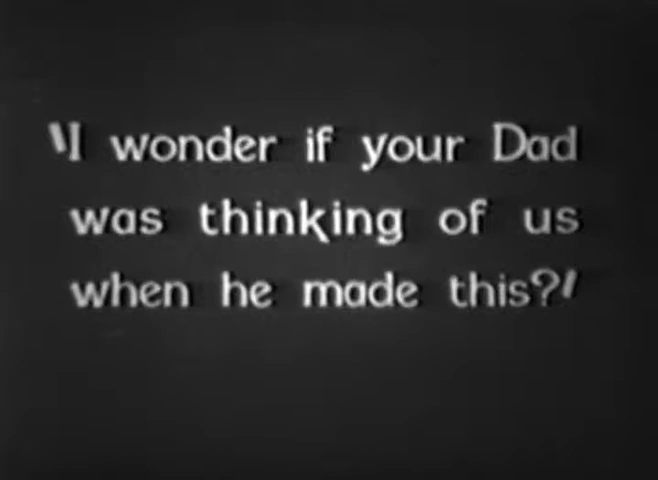 "I wonder if your Dad
was thinking of us
when he made this?"